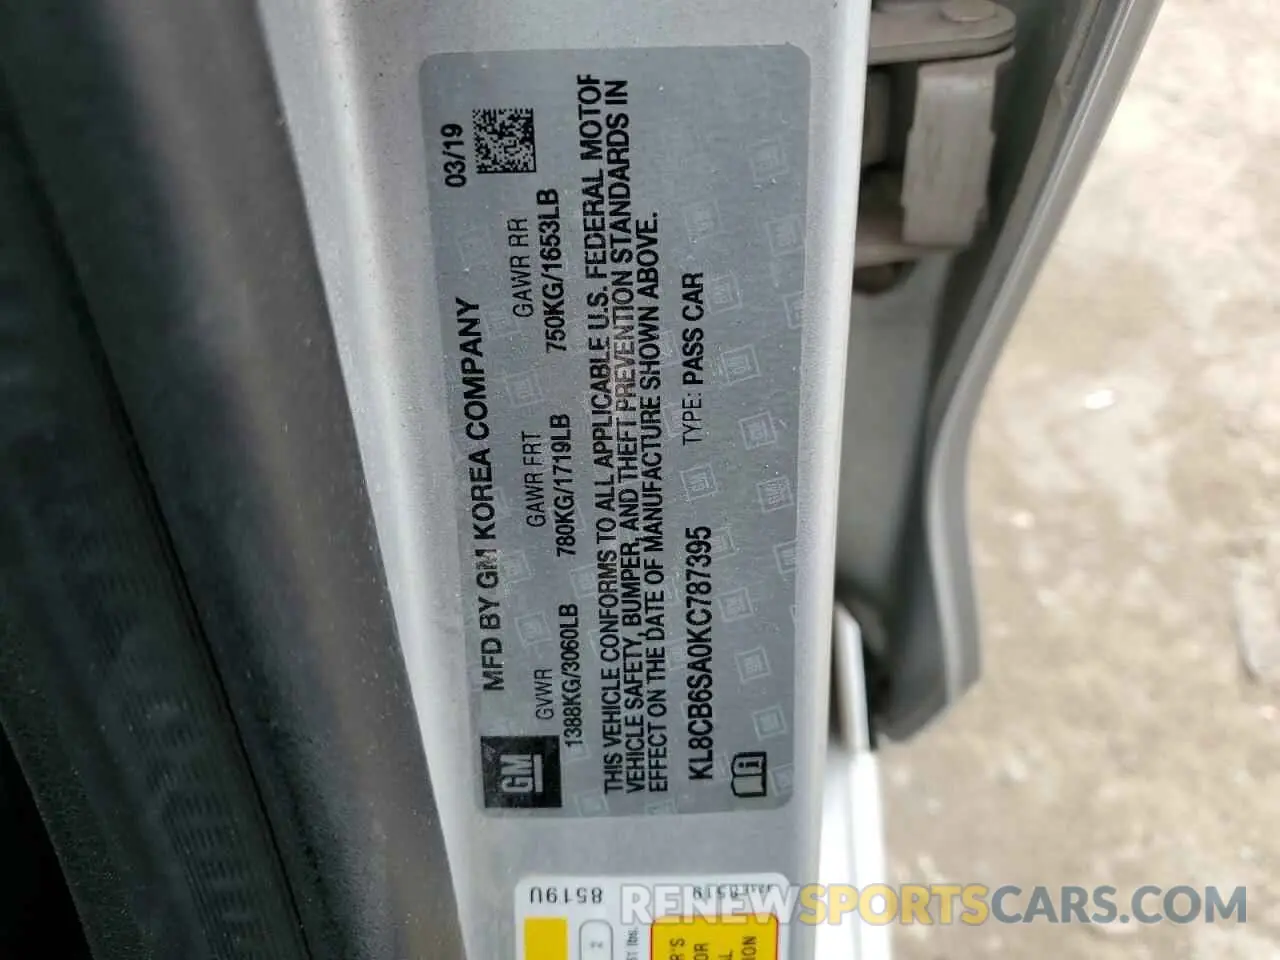 MFD BY GM KOREA COMPANY 03/19
GM
GVWR GAWR FRT GAWR RR
1388KG/3060LB 780KG/1719LB 750KG/1653LB
THIS VEHICLE CONFORMS TO ALL APPLICABLE U.S. FEDERAL MOTOR
VEHICLE SAFETY, BUMPER, AND THEFT PREVENTION STANDARDS IN
EFFECT ON THE DATE OF MANUFACTURE SHOWN ABOVE.
KL8CB6SA0KC787395 TYPE: PASS CAR
8519U
2
lbs.
RENEWSPORTSCARS.COM